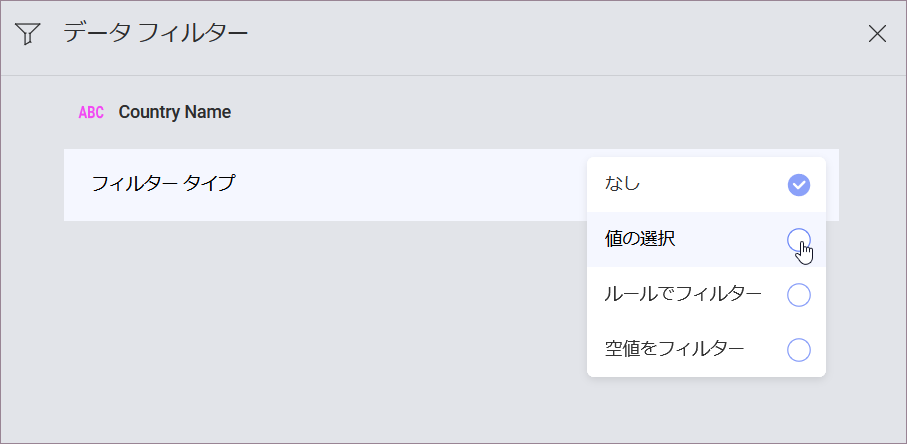 データ フィルター
ABC Country Name
フィルター タイプ
なし
値の選択
ルールでフィルター
空値をフィルター